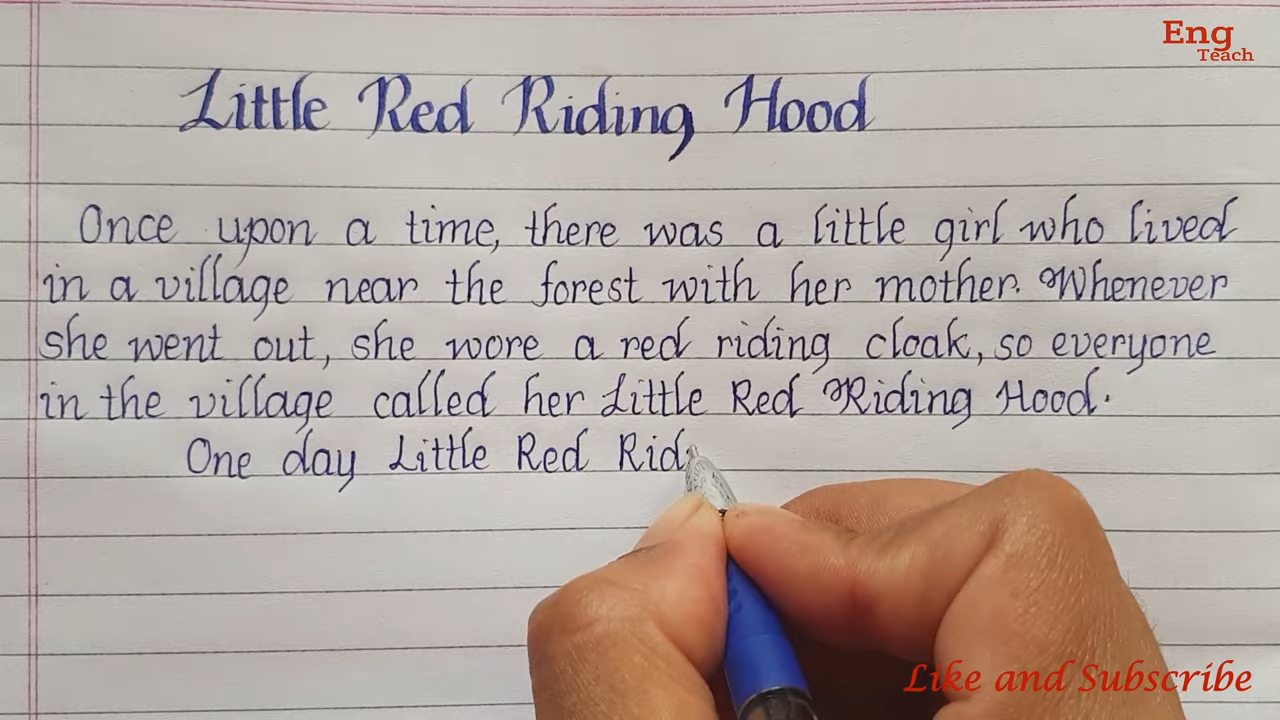 Eng
Teach
Little Red Riding Hood
Once upon a time, there was a little girl who lived
in a village near the forest with her mother. Whenever
she went out, she wore a red riding cloak, so everyone
in the village called her Little Red Riding Hood.
One day Little Red Rid
Like and Subscribe